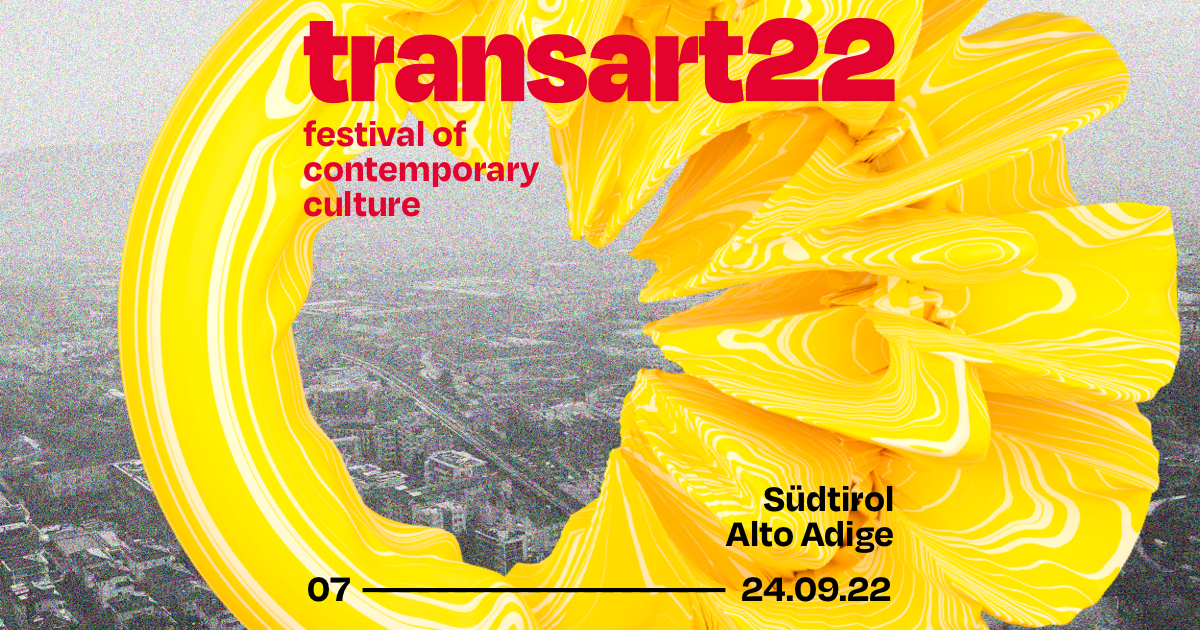 transart22
festival of
contemporary
culture
Südtirol
Alto Adige
07 24.09.22